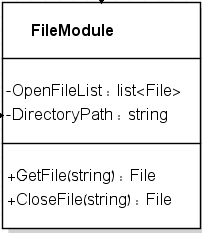 FileModule
-OpenFileList : list<File>
-DirectoryPath : string
+GetFile(string) : File
+CloseFile(string) : File